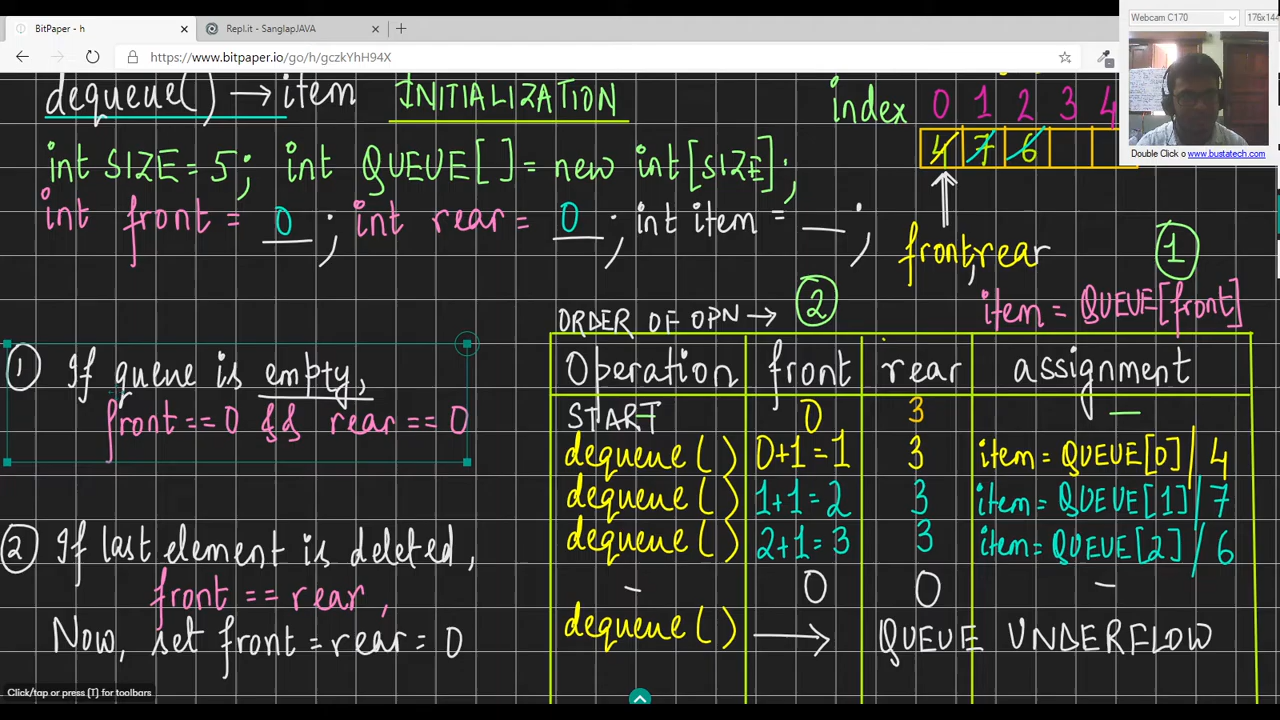 BitPaper - h
Repl.it - SanglapJAVA
Webcam C170
176x144
https://www.bitpaper.io/go/h/gczkYhH94X
Double Click o www.bustatech.com
dequeue() → item INITIALIZATION
index 0 1 2 3 4
int SIZE = 5; int QUEUE[] = new int[SIZE];
4 7 6
int front = 0; int rear = 0; int item = __;
front, rear
1
item = QUEUE[front]
ORDER OF OPN → 2
① If queue is empty,
front == 0 && rear == 0
Operation front rear assignment
START 0 3 —
dequeue() 0+1=1 3 item = QUEUE[0] / 4
dequeue() 1+1=2 3 item = QUEUE[1] / 7
dequeue() 2+1=3 3 item = QUEUE[2] / 6
- 0 0 -
dequeue() → QUEUE UNDERFLOW
② If last element is deleted,
front == rear,
Now, set front = rear = 0
Click/tap or press [T] for toolbars